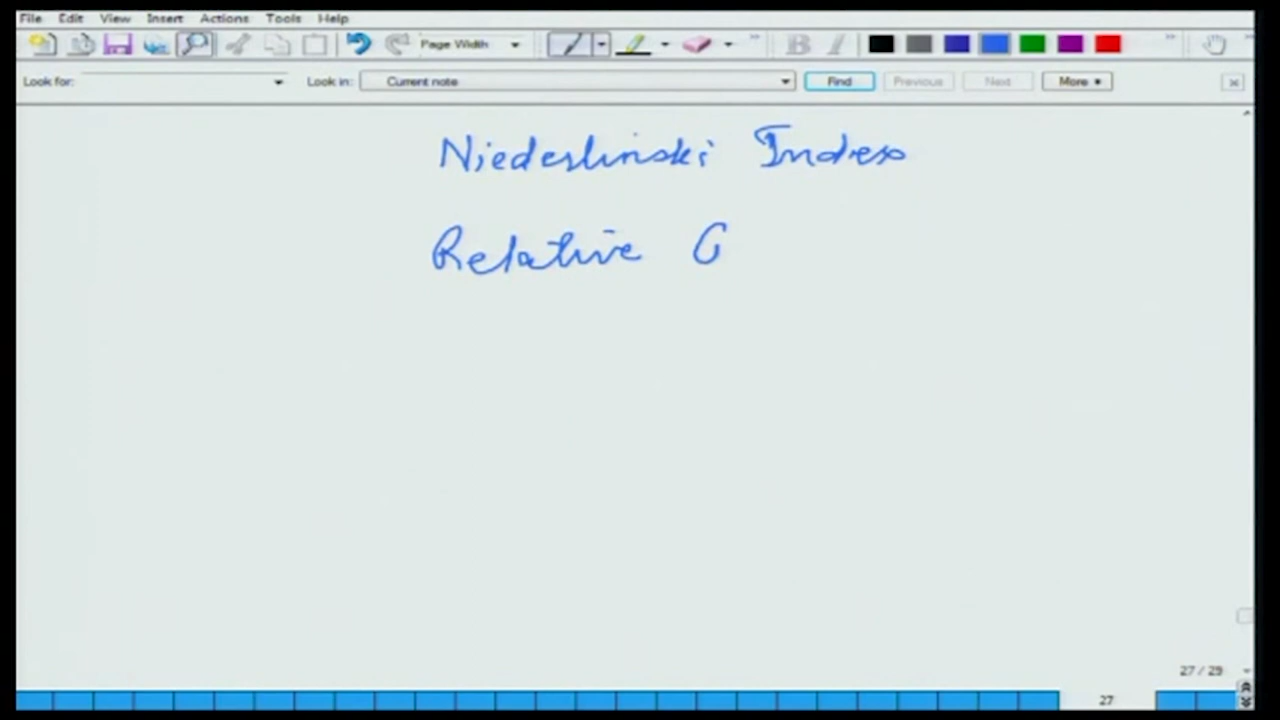 File Edit View Insert Actions Tools Help
Page Width
Look for: Look in: Current note Find Previous Next More
Niederlinski Index
Relative G
27 / 29
27